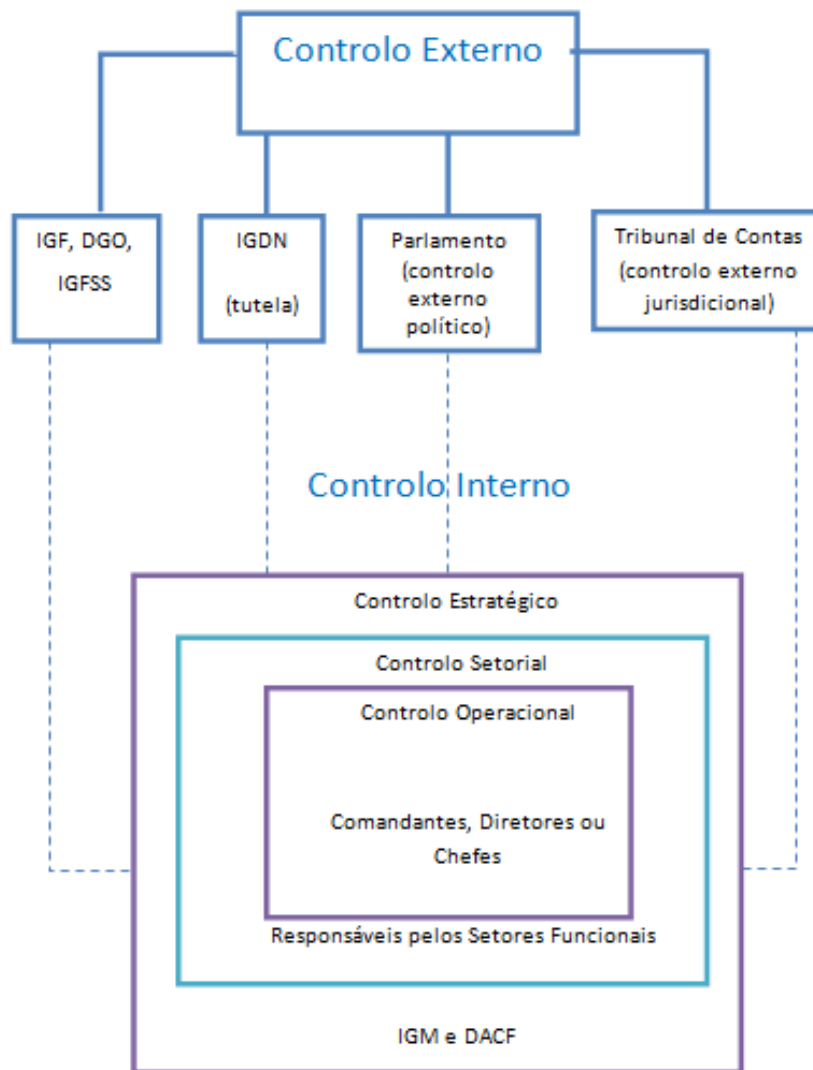 Controlo Externo
IGF, DGO,
IGFSS
IGDN
(tutela)
Parlamento
(controlo
externo
político)
Tribunal de Contas
(controlo externo
jurisdicional)
Controlo Interno
Controlo Estratégico
Controlo Setorial
Controlo Operacional
Comandantes, Diretores ou
Chefes
Responsáveis pelos Setores Funcionais
IGM e DACF